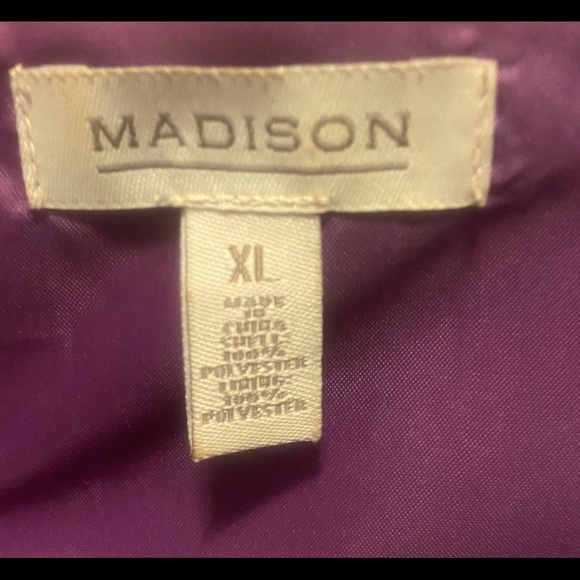 MADISON
XL
MADE
IN
CHINA
SHELL
100%
POLYESTER
LINING
100%
POLYESTER